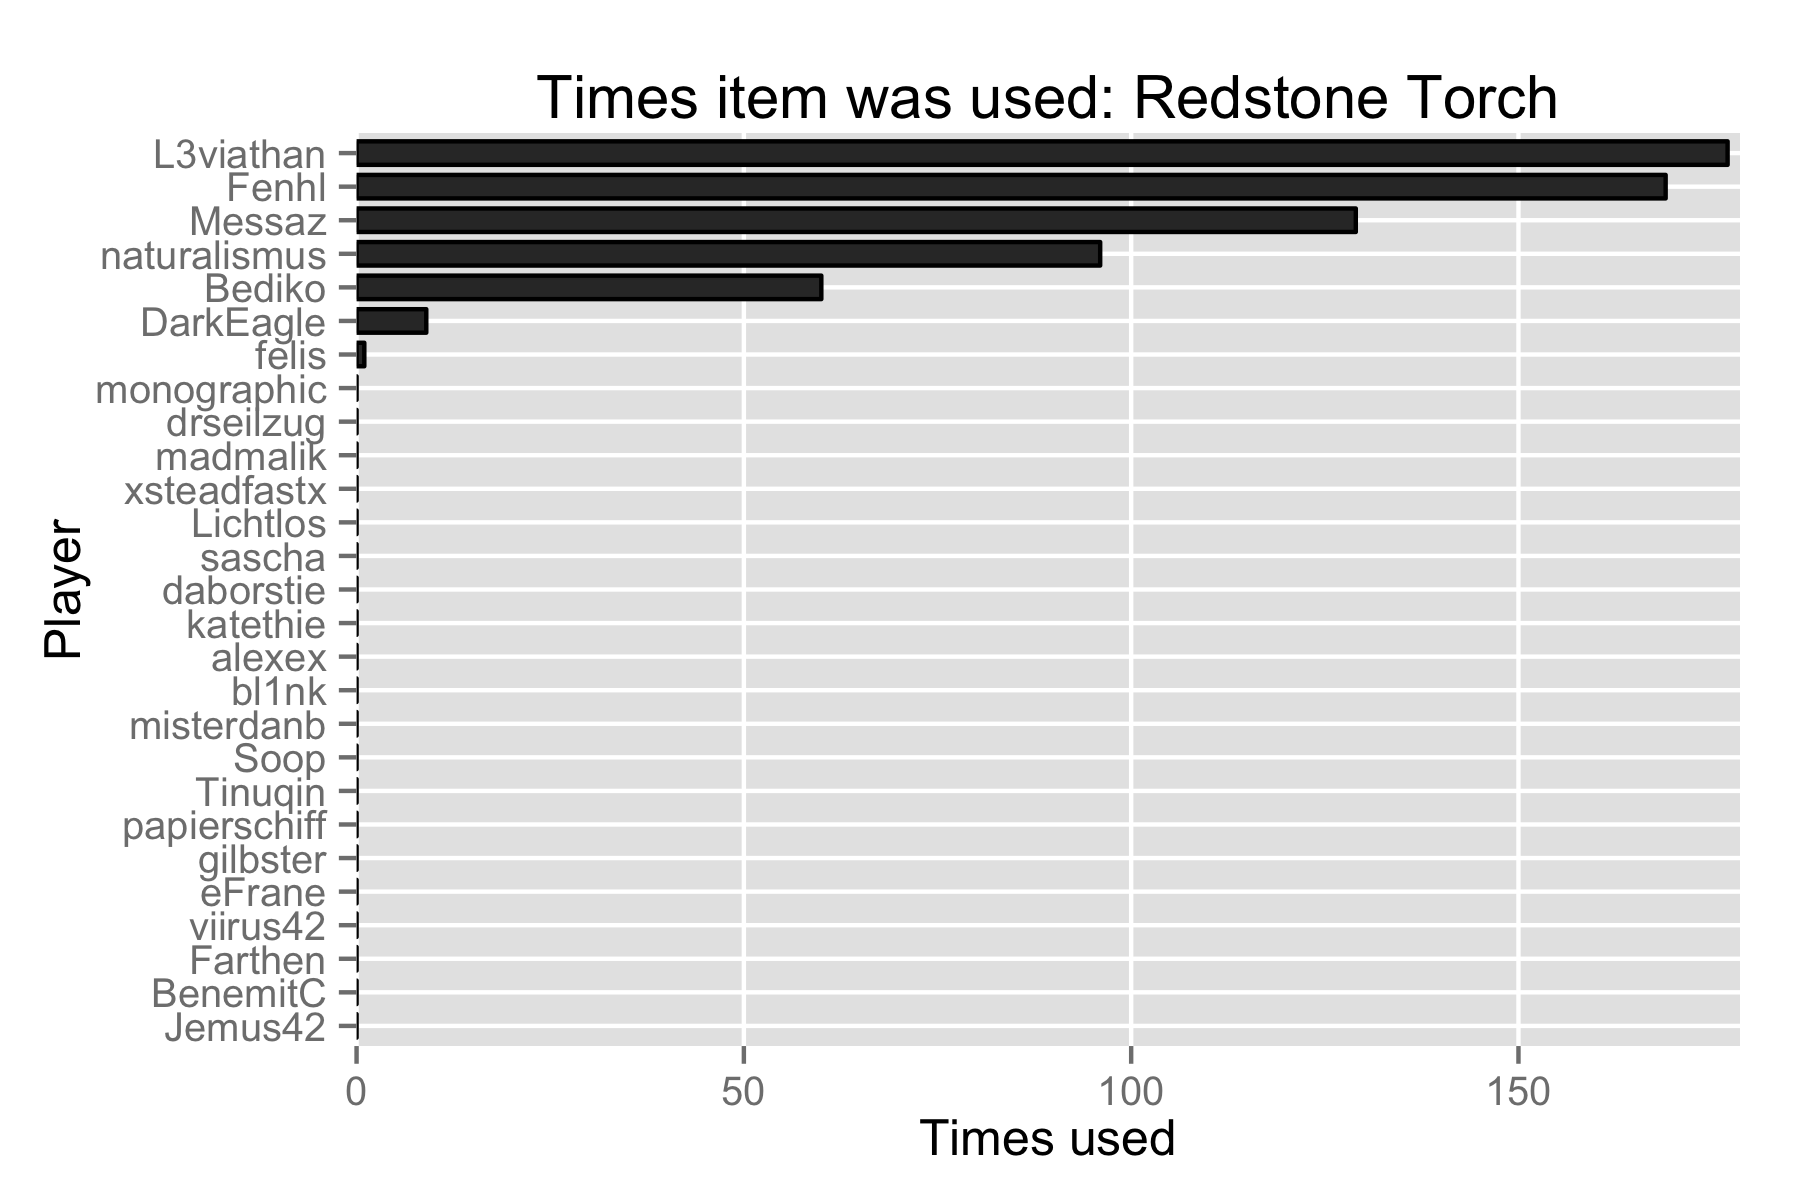 Times item was used: Redstone Torch
L3viathan
Fenhl
Messaz
naturalismus
Bediko
DarkEagle
felis
monographic
drseilzug
madmalik
xsteadfastx
Lichtlos
sascha
daborstie
katethie
alexex
bl1nk
misterdanb
Soop
Tinuqin
papierschiff
gilbster
eFrane
viirus42
Farthen
BenemitC
Jemus42
Player
0 50 100 150
Times used